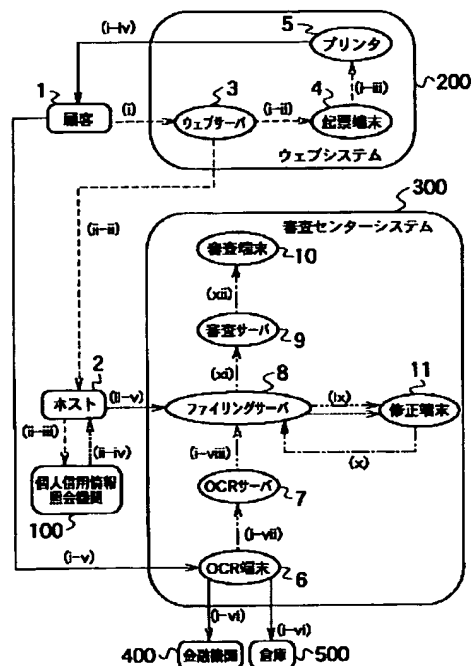 (i-iv)
5
プリンタ
200
(i-iii)
1
顧客
(i)
3
ウェブサーバ
(i-ii)
4
起票端末
ウェブシステム
300
審査センターシステム
(ii-ii)
審査端末
10
(xii)
審査サーバ
9
(xi)
8
11
2
ホスト
(ii-v)
ファイリングサーバ
(ix)
修正端末
(ii-iii)
(ii-iv)
(x)
(i-viii)
個人信用情報
照会機関
100
OCRサーバ
7
(i-vii)
(i-v)
OCR端末
6
(i-vi)
(i-vi)
400
金融機関
倉庫
500